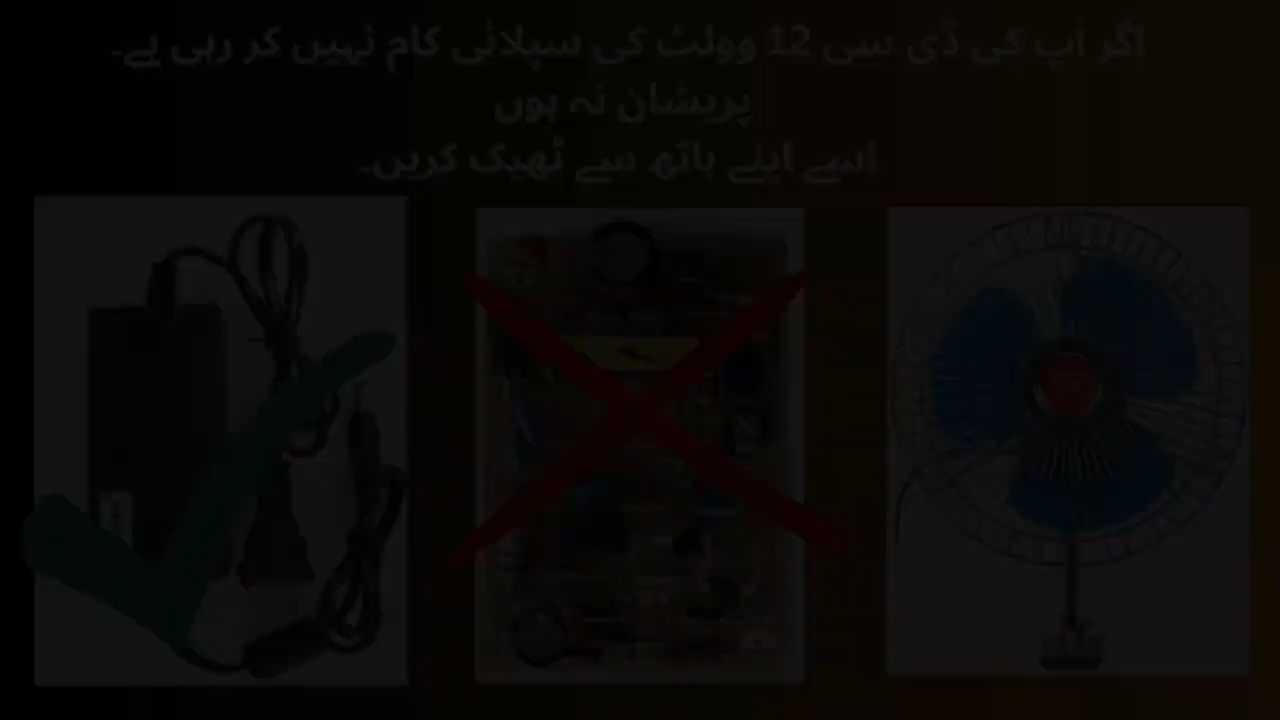 اگر آپ کی ڈی سی 12 وولٹ کی سپلائی کام نہیں کر رہی ہے۔
پریشان نہ ہوں
اسے اپنے ہاتھ سے ٹھیک کریں۔